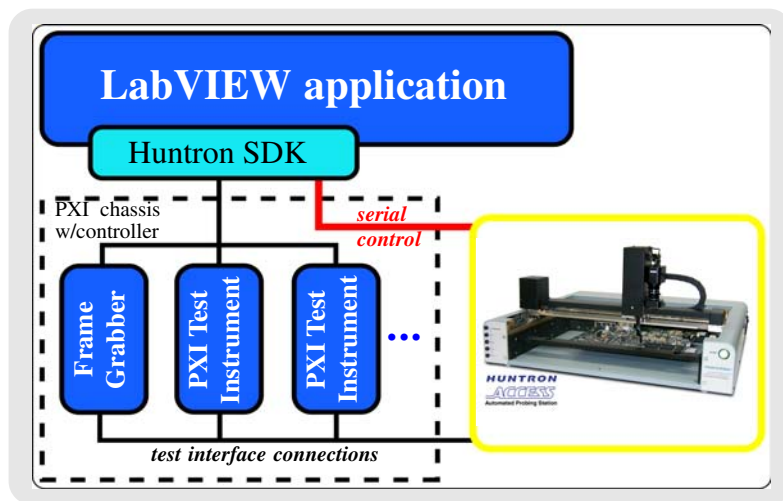 LabVIEW application
Huntron SDK
PXI chassis
w/controller
serial
control
Frame
Grabber
PXI Test
Instrument
PXI Test
Instrument
...
HUNTRON
ACCESS
Automated Probing Station
test interface connections